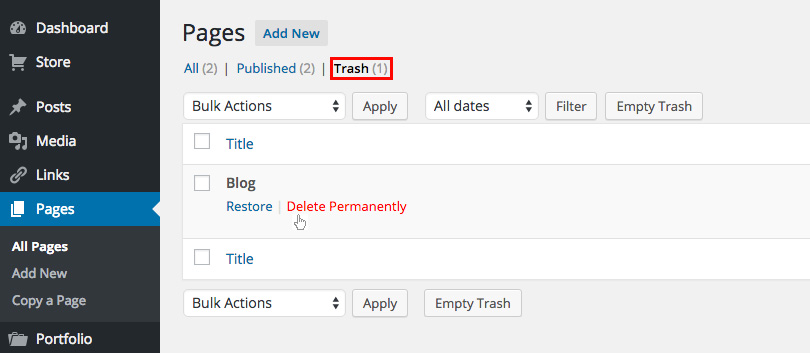 Dashboard
Store
Posts
Media
Links
Pages
All Pages
Add New
Copy a Page
Portfolio
Pages Add New
All (2) | Published (2) | Trash (1)
Bulk Actions Apply All dates Filter Empty Trash
Title
Blog
Restore | Delete Permanently
Title
Bulk Actions Apply Empty Trash